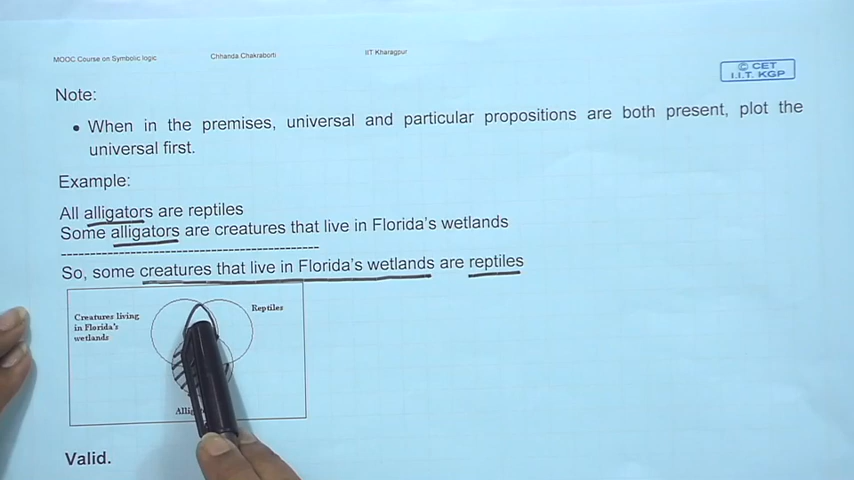 MOOC Course on Symbolic logic Chhanda Chakraborti IIT Kharagpur
© CET
I.I.T. KGP
Note:
• When in the premises, universal and particular propositions are both present, plot the
universal first.
Example:
All alligators are reptiles
Some alligators are creatures that live in Florida's wetlands
So, some creatures that live in Florida's wetlands are reptiles
Creatures living
in Florida's
wetlands
Reptiles
Valid.